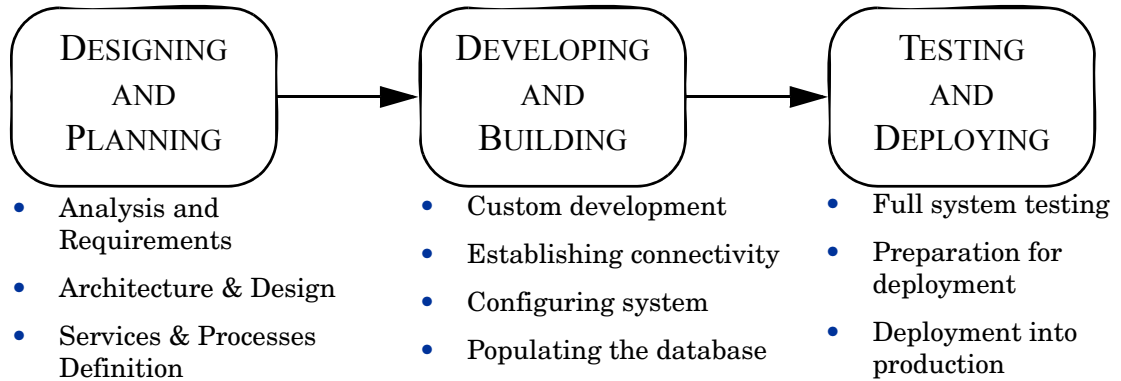 DESIGNING
AND
PLANNING
• Analysis and
Requirements
• Architecture & Design
• Services & Processes
Definition
DEVELOPING
AND
BUILDING
• Custom development
• Establishing connectivity
• Configuring system
• Populating the database
TESTING
AND
DEPLOYING
• Full system testing
• Preparation for
deployment
• Deployment into
production